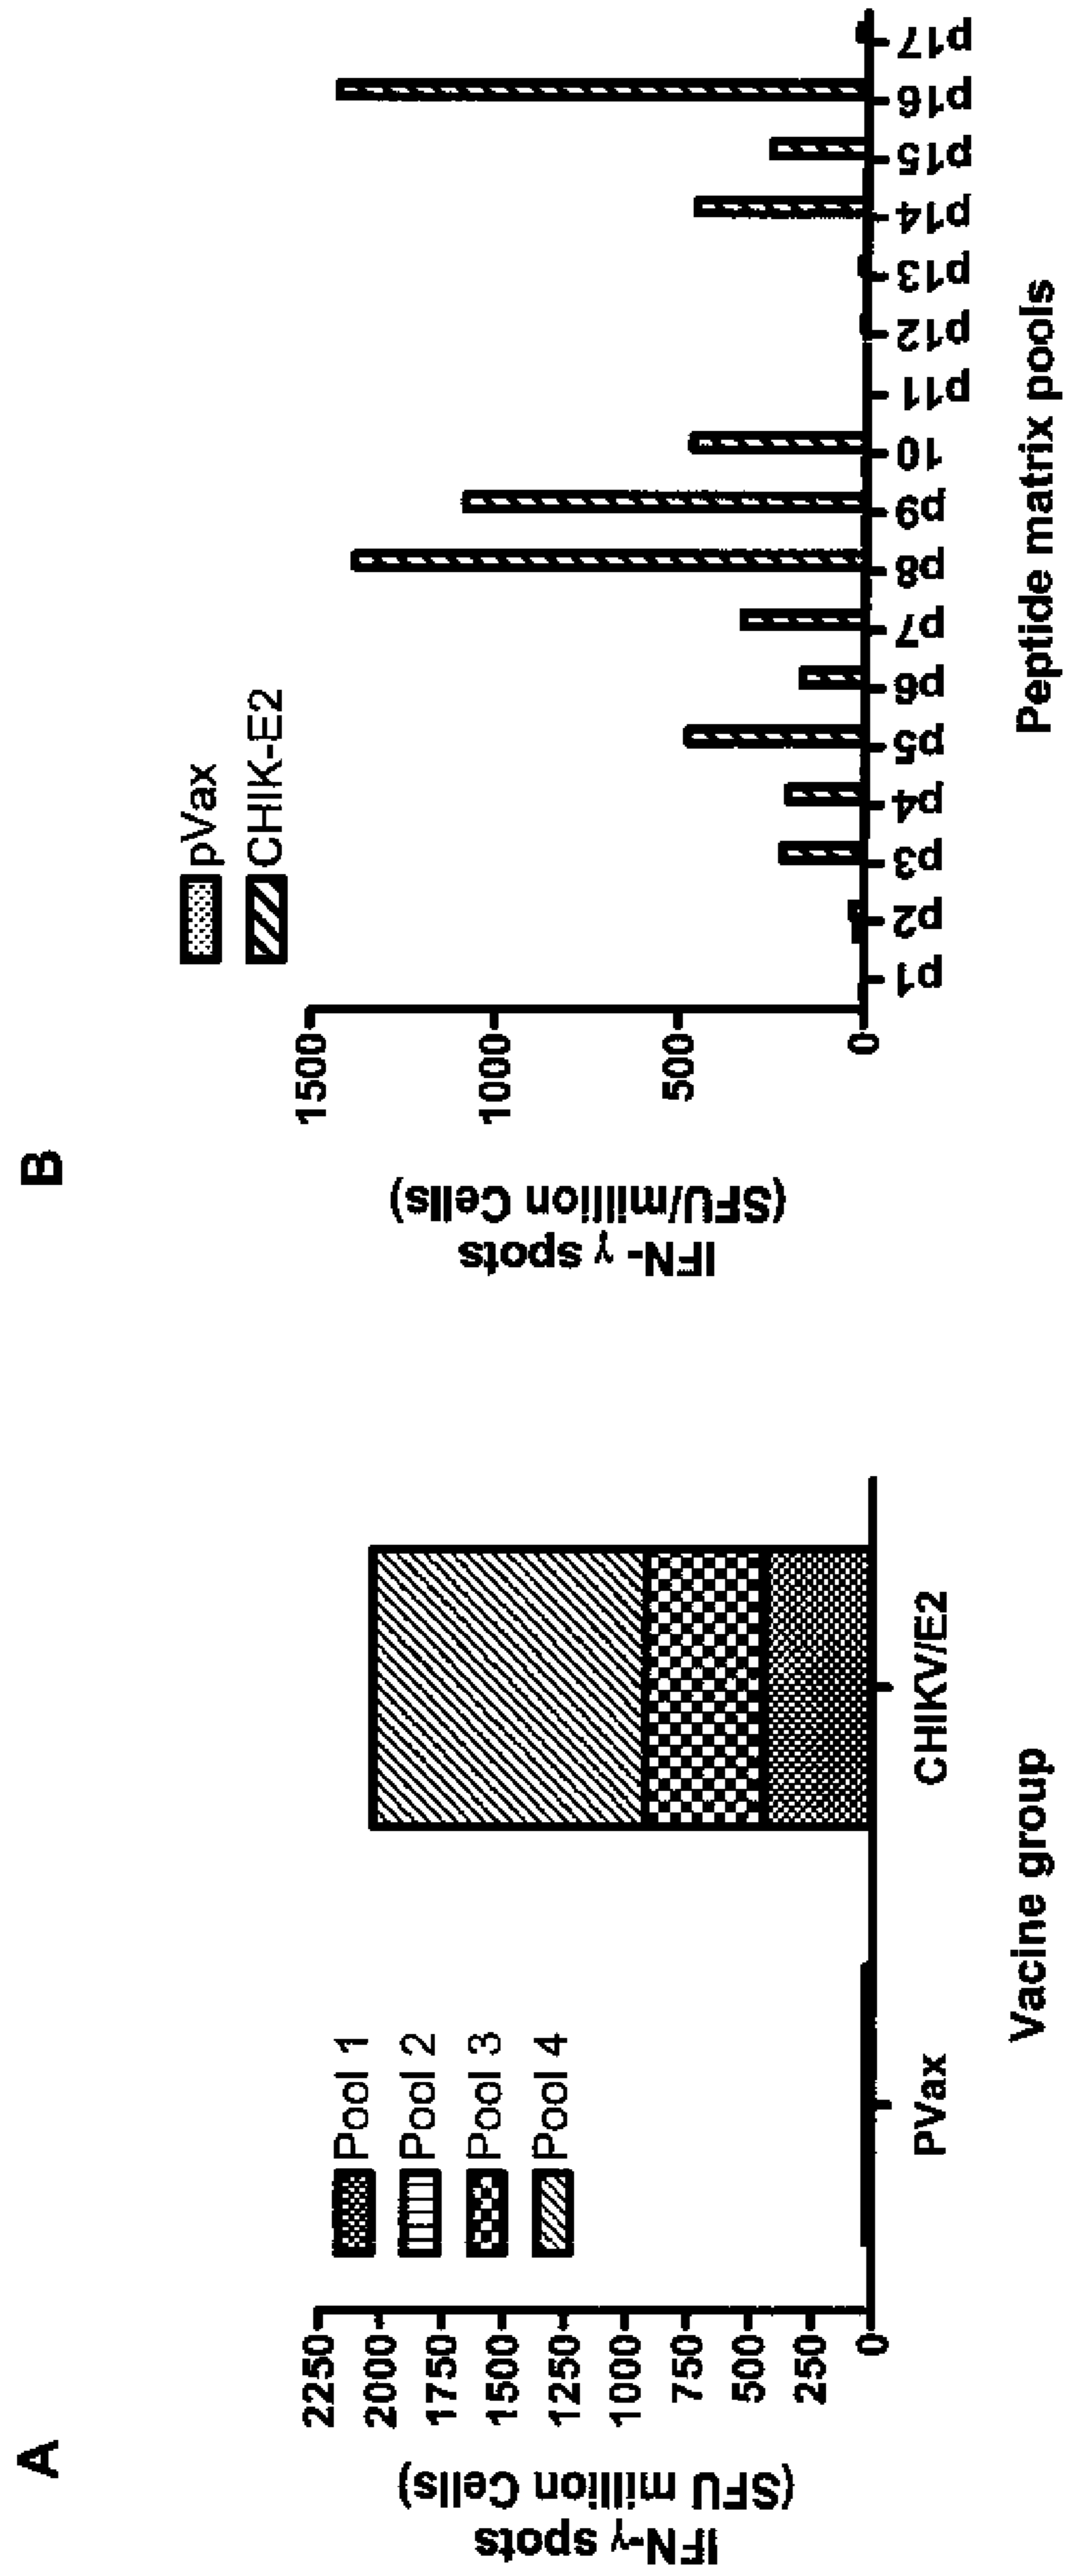 A
IFN-γ spots
(SFU million Cells)
2250
2000
1750
1500
1250
1000
750
500
250
0
Pool 1
Pool 2
Pool 3
Pool 4
PVax
CHIKV/E2
Vacine group
B
IFN- γ spots
(SFU/million Cells)
1500
1000
500
0
pVax
CHIK-E2
p1
p2
p3
p4
p5
p6
p7
p8
p9
10
p11
p12
p13
p14
p15
p16
p17
Peptide matrix pools